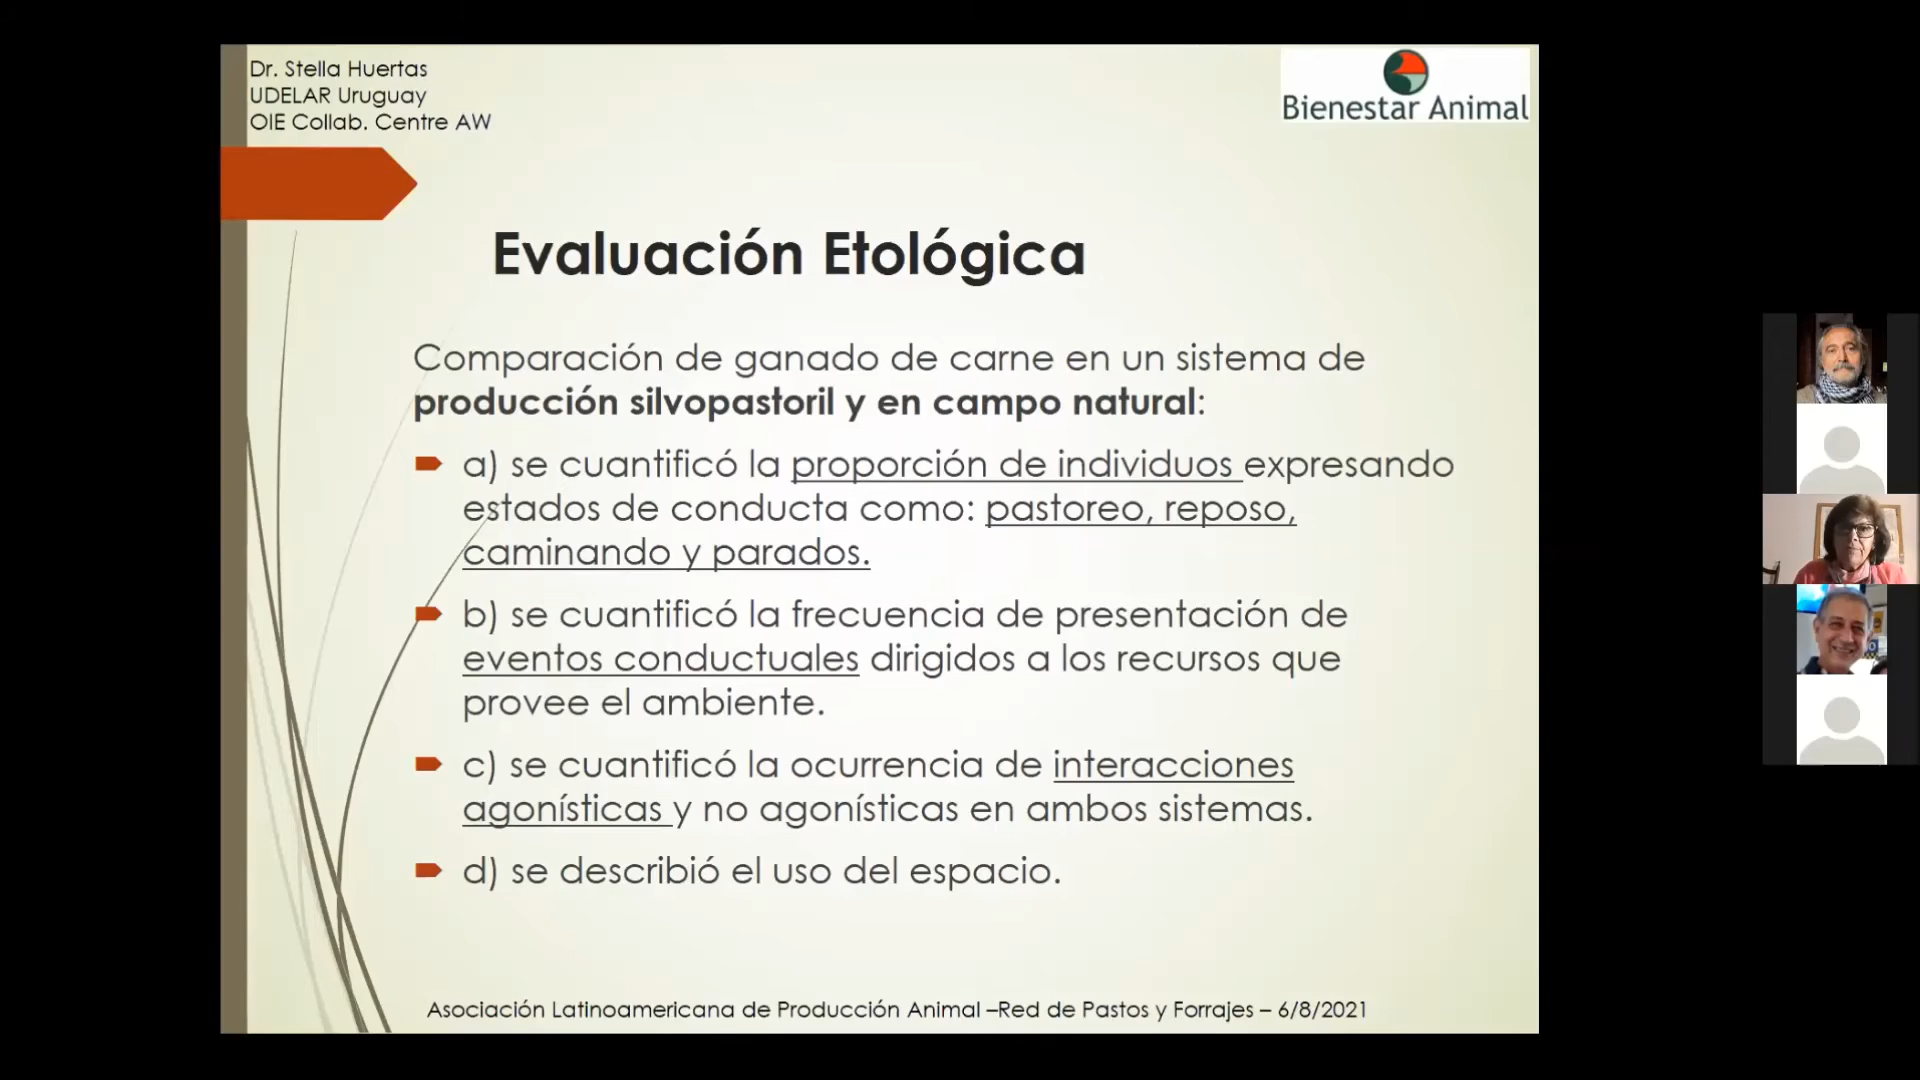 Dr. Stella Huertas
UDELAR Uruguay
OIE Collab. Centre AW
Bienestar Animal
Evaluación Etológica
Comparación de ganado de carne en un sistema de
producción silvopastoril y en campo natural:
a) se cuantificó la proporción de individuos expresando
estados de conducta como: pastoreo, reposo,
caminando y parados.
b) se cuantificó la frecuencia de presentación de
eventos conductuales dirigidos a los recursos que
provee el ambiente.
c) se cuantificó la ocurrencia de interacciones
agonísticas y no agonísticas en ambos sistemas.
d) se describió el uso del espacio.
Asociación Latinoamericana de Producción Animal –Red de Pastos y Forrajes – 6/8/2021